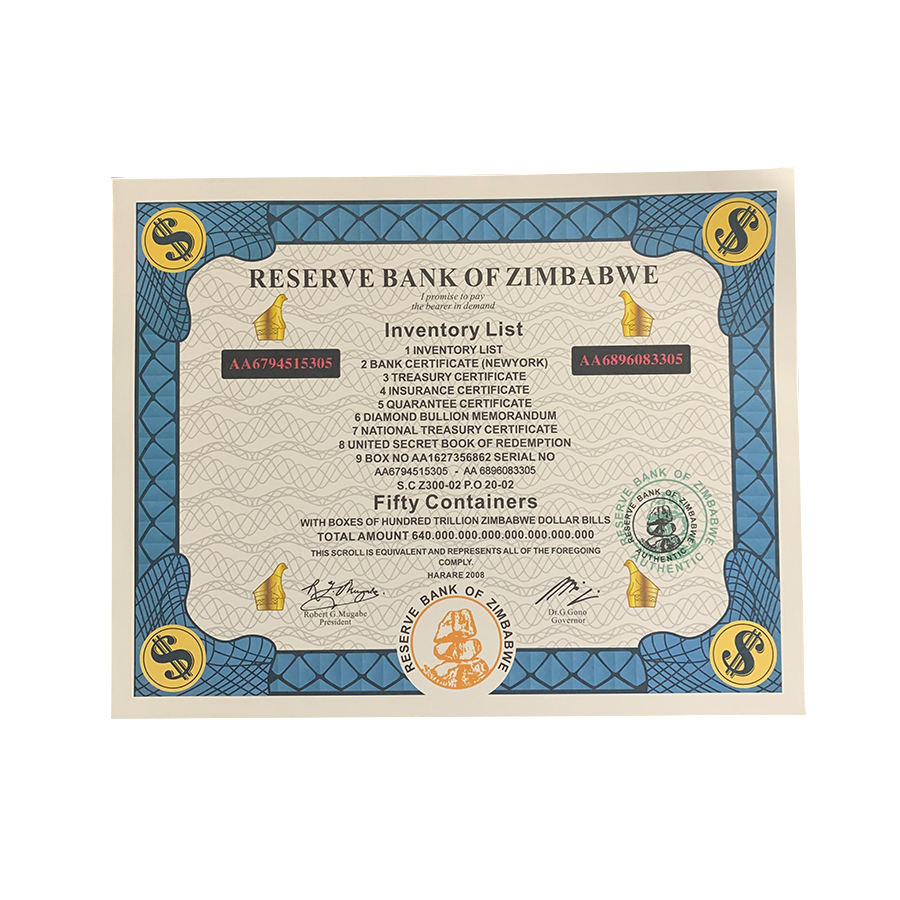 RESERVE BANK OF ZIMBABWE
I promise to pay
the bearer in demand
Inventory List
AA6794515305
AA6896083305
1 INVENTORY LIST
2 BANK CERTIFICATE (NEWYORK)
3 TREASURY CERTIFICATE
4 INSURANCE CERTIFICATE
5 QUARANTEE CERTIFICATE
6 DIAMOND BULLION MEMORANDUM
7 NATIONAL TREASURY CERTIFICATE
8 UNITED SECRET BOOK OF REDEMPTION
9 BOX NO AA1627356862 SERIAL NO
AA6794515305 - AA 6896083305
S.C Z300-02 P.O 20-02
Fifty Containers
WITH BOXES OF HUNDRED TRILLION ZIMBABWE DOLLAR BILLS
TOTAL AMOUNT 640.000.000.000.000.000.000.000
THIS SCROLL IS EQUIVALENT AND REPRESENTS ALL OF THE FOREGOING
COMPLY.
HARARE 2008
RESERVE BANK OF ZIMBABWE
AUTHENTIC
RESERVE BANK OF ZIMBABWE
AUTHENTIC
Robert G Mugabe
President
Dr.G.Gono
Governor
RESERVE BANK OF ZIMBABWE
$
$
$
$